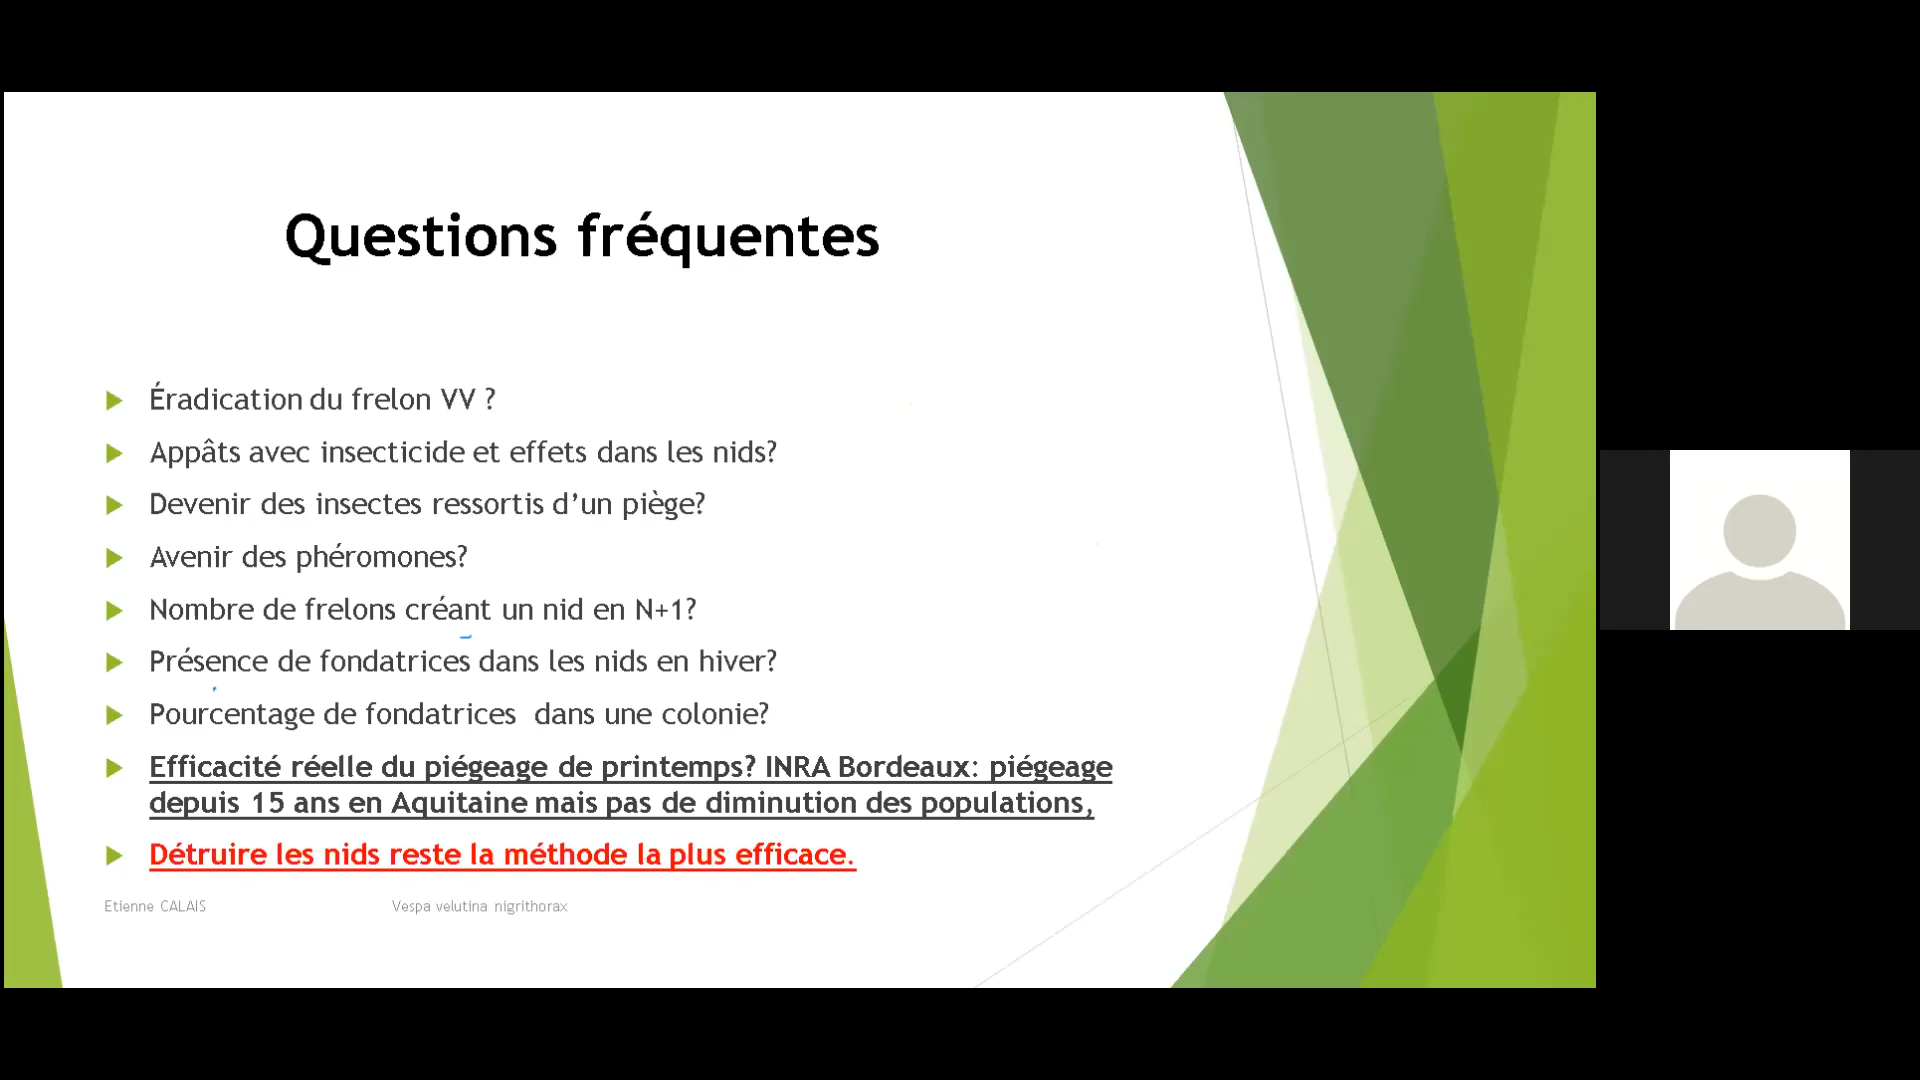 Questions fréquentes
Éradication du frelon VV ?
Appâts avec insecticide et effets dans les nids?
Devenir des insectes ressortis d’un piège?
Avenir des phéromones?
Nombre de frelons créant un nid en N+1?
Présence de fondatrices dans les nids en hiver?
Pourcentage de fondatrices  dans une colonie?
Efficacité réelle du piégeage de printemps? INRA Bordeaux: piégeage
depuis 15 ans en Aquitaine mais pas de diminution des populations,
Détruire les nids reste la méthode la plus efficace.
Etienne CALAIS
Vespa velutina nigrithorax